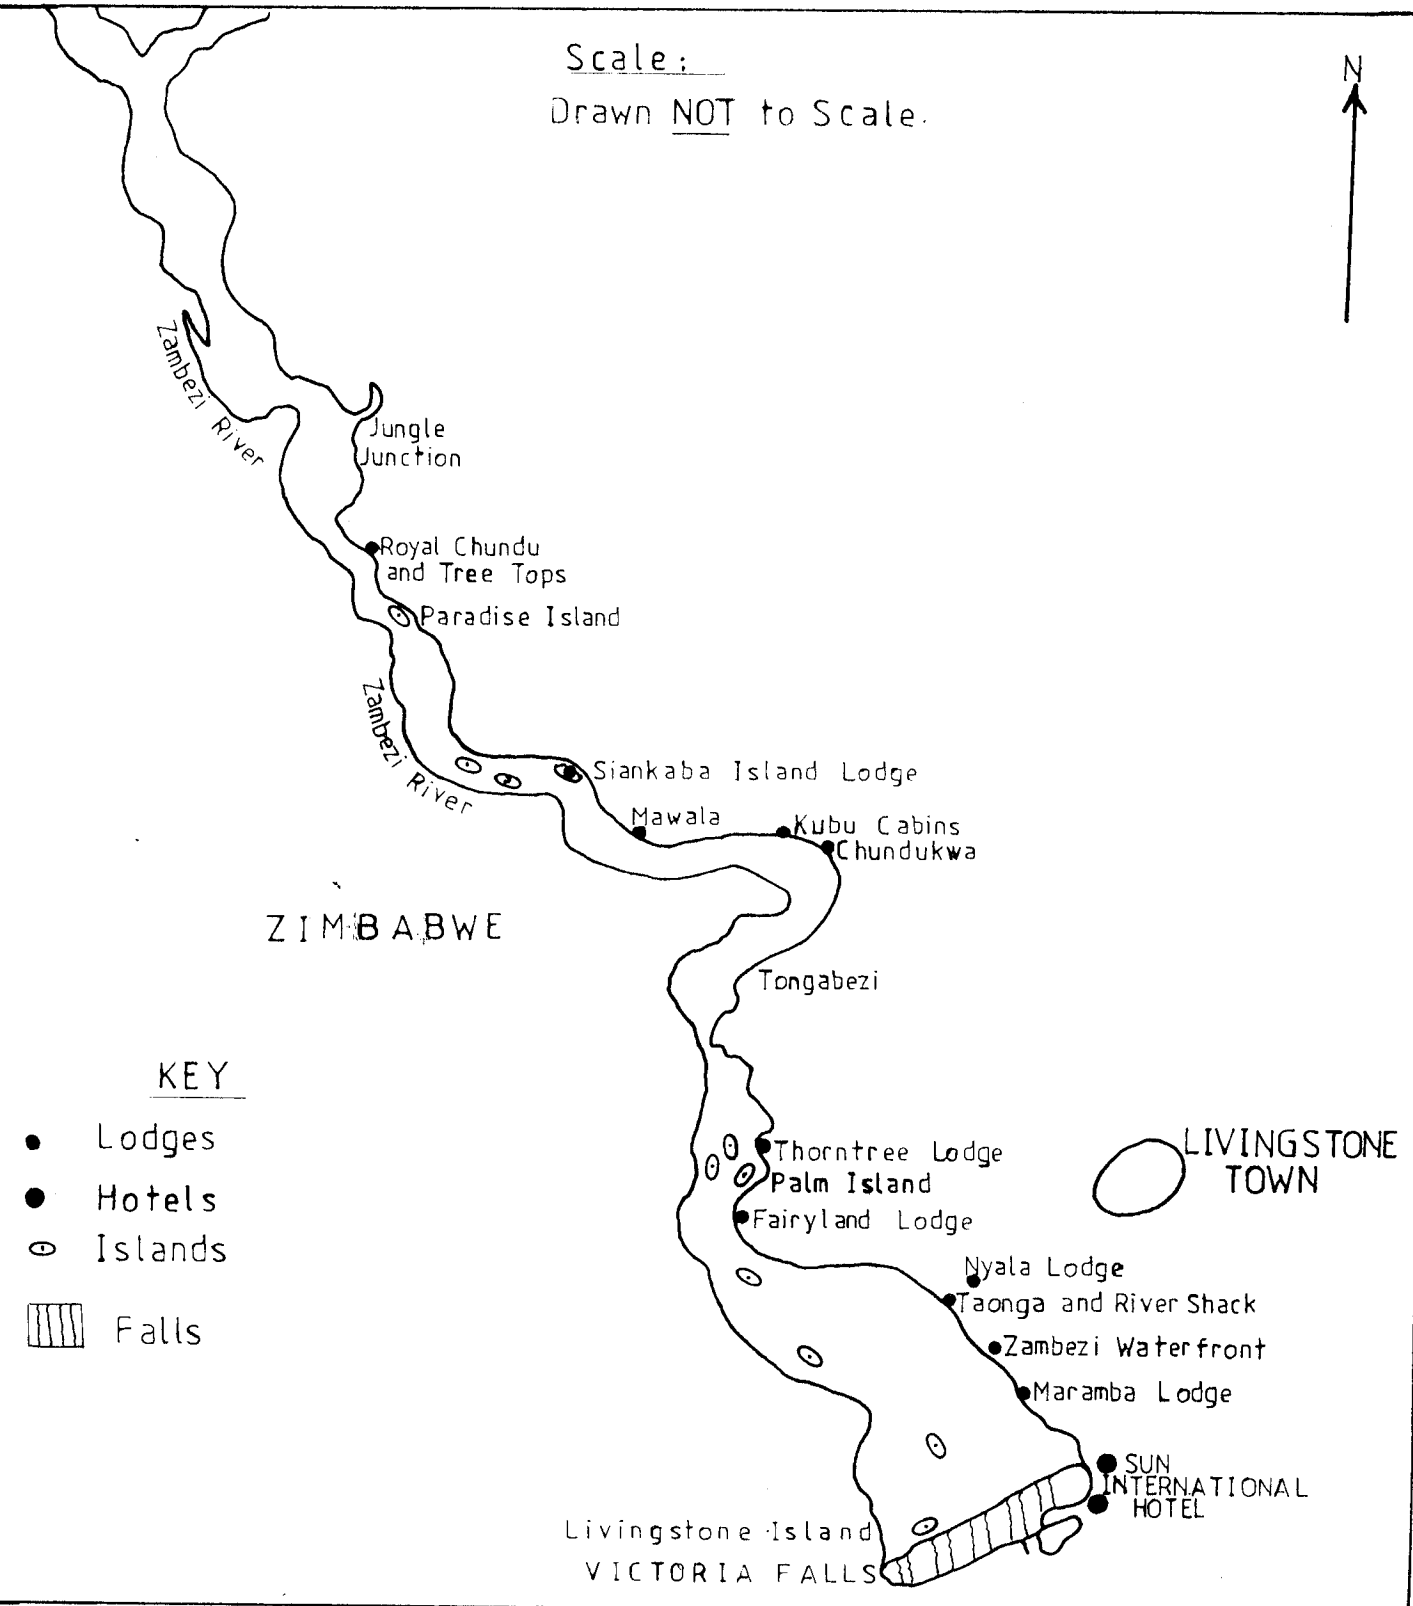 Scale:
Drawn NOT to Scale.
N
Zambezi River
Jungle
Junction
Royal Chundu
and Tree Tops
Paradise Island
Zambezi River
Siankaba Island Lodge
Mawala
Kubu Cabins
Chundukwa
ZIMBABWE
Tongabezi
KEY
Lodges
Hotels
Islands
Falls
Thorntree Lodge
Palm Island
Fairyland Lodge
LIVINGSTONE
TOWN
Nyala Lodge
Taonga and River Shack
Zambezi Waterfront
Maramba Lodge
SUN
INTERNATIONAL
HOTEL
Livingstone Island
VICTORIA FALLS